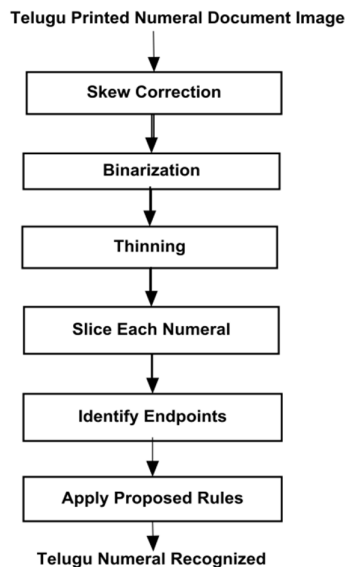 Telugu Printed Numeral Document Image
Skew Correction
Binarization
Thinning
Slice Each Numeral
Identify Endpoints
Apply Proposed Rules
Telugu Numeral Recognized